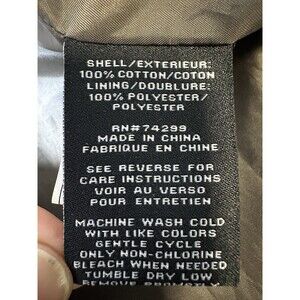 SHELL/EXTERIEUR:
100% COTTON/COTON
LINING/DOUBLURE:
100% POLYESTER/
POLYESTER
RN#74299
MADE IN CHINA
FABRIQUE EN CHINE
SEE REVERSE FOR
CARE INSTRUCTIONS
VOIR AU VERSO
POUR ENTRETIEN
MACHINE WASH COLD
WITH LIKE COLORS
GENTLE CYCLE
ONLY NON-CHLORINE
BLEACH WHEN NEEDED
TUMBLE DRY LOW
REMOVE PROMPTLY